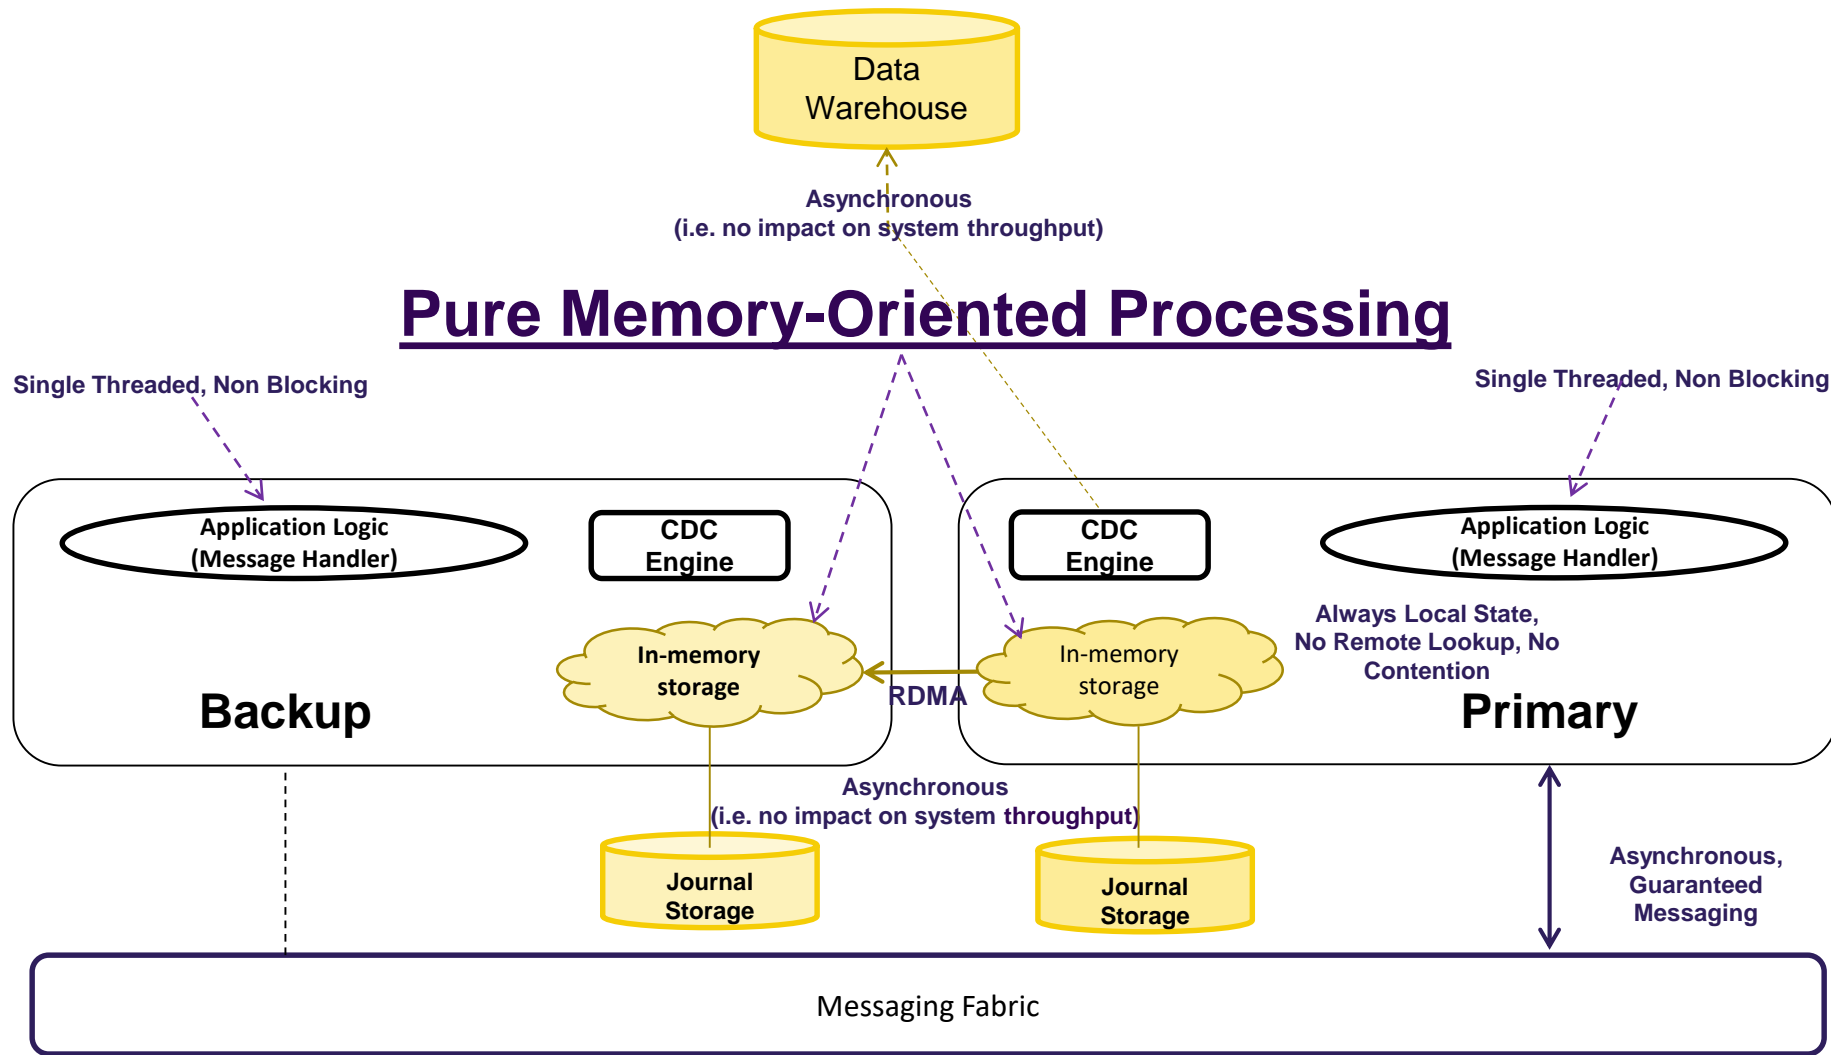 Data
Warehouse
Asynchronous
(i.e. no impact on system throughput)
Pure Memory-Oriented Processing
Single Threaded, Non Blocking
Single Threaded, Non Blocking
Application Logic
(Message Handler)
CDC
Engine
CDC
Engine
Application Logic
(Message Handler)
In-memory
storage
In-memory
storage
Always Local State,
No Remote Lookup, No
Contention
RDMA
Backup
Primary
Asynchronous
(i.e. no impact on system throughput)
Journal
Storage
Journal
Storage
Asynchronous,
Guaranteed
Messaging
Messaging Fabric